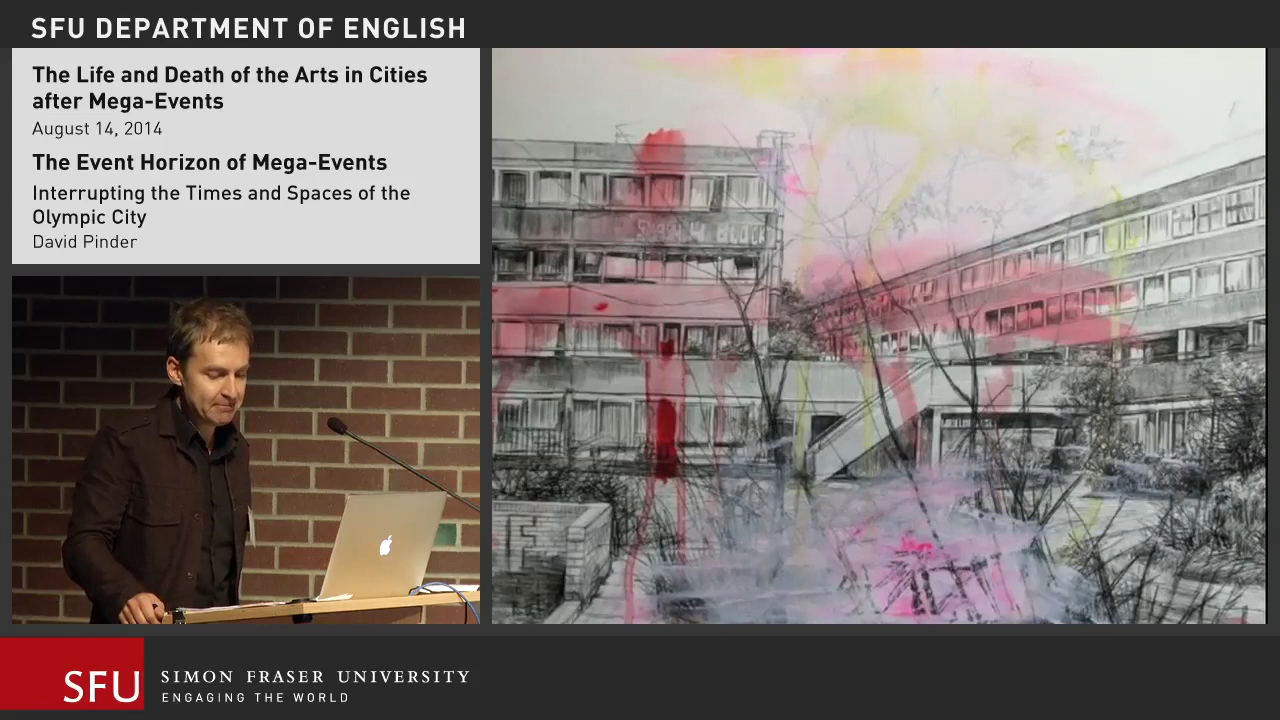 SFU DEPARTMENT OF ENGLISH
The Life and Death of the Arts in Cities
after Mega-Events
August 14, 2014
The Event Horizon of Mega-Events
Interrupting the Times and Spaces of the
Olympic City
David Pinder
SFU
SIMON FRASER UNIVERSITY
ENGAGING THE WORLD